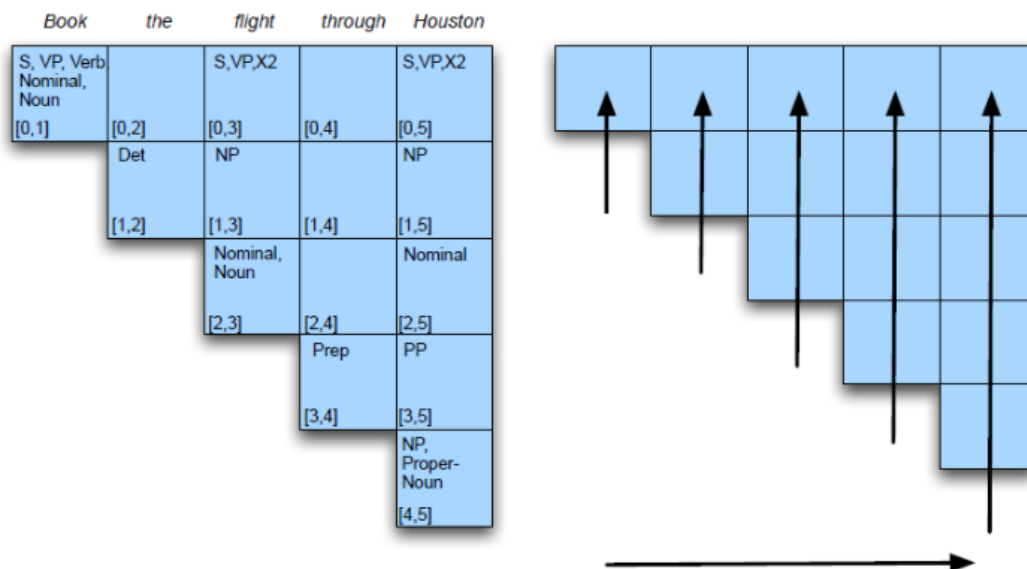 Book the flight through Houston
S, VP, Verb, S,VP,X2 S,VP,X2
Nominal,
Noun
[0,1] [0,2] [0,3] [0,4] [0,5]
Det NP NP
[1,2] [1,3] [1,4] [1,5]
Nominal, Nominal
Noun
[2,3] [2,4] [2,5]
Prep PP
[3,4] [3,5]
NP,
Proper-
Noun
[4,5]